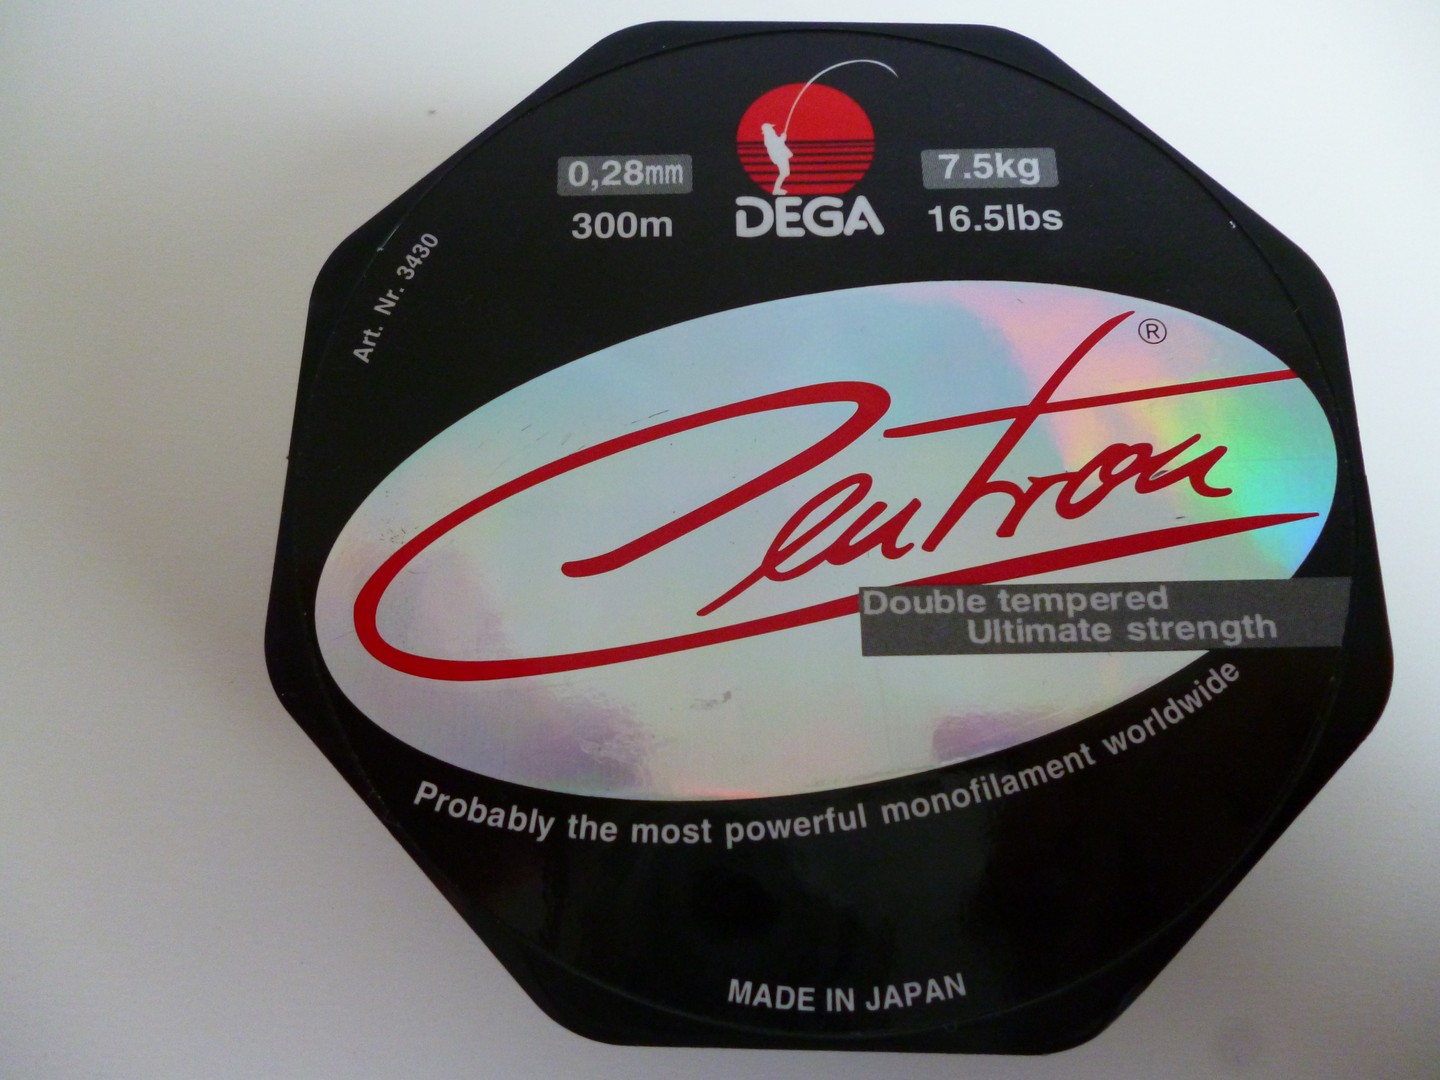 0,28mm
300m
DEGA
7.5kg
16.5lbs
Art. Nr. 3430
Centron®
Double tempered
Ultimate strength
Probably the most powerful monofilament worldwide
MADE IN JAPAN